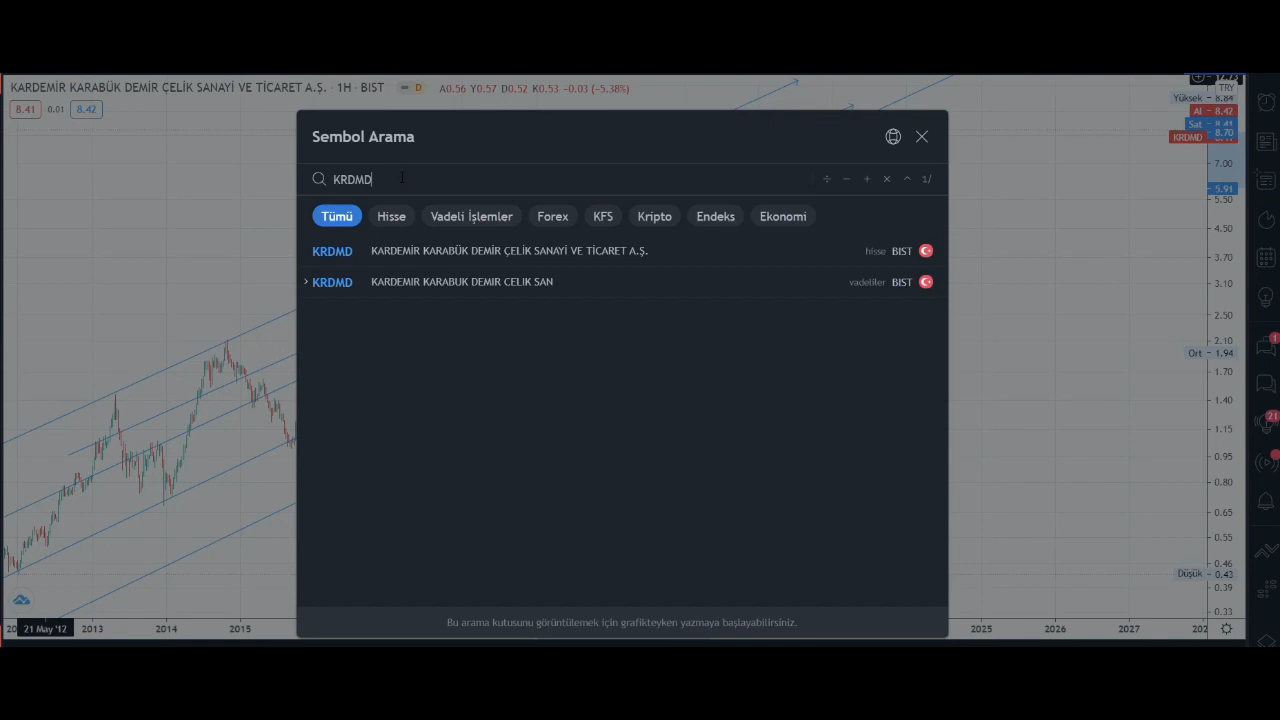 KARDEMİR KARABÜK DEMİR ÇELİK SANAYİ VE TİCARET A.Ş. · 1H · BIST D A0.56 Y0.57 D0.52 K0.53 −0.03 (−5.38%)
8.41 0.01 8.42
TRY
Yüksek 8.84
Al 8.42
Sat 8.41
8.70
KRDMD
7.00
5.91
5.50
4.50
3.70
3.10
2.50
2.10
Ort 1.94
1.70
1.40
1.15
0.95
0.80
0.65
0.55
0.46
Düşük 0.43
0.39
0.33
Sembol Arama
KRDMD ÷ − + × ^ 1/
Tümü Hisse Vadeli İşlemler Forex KFS Kripto Endeks Ekonomi
KRDMD KARDEMİR KARABÜK DEMİR ÇELİK SANAYİ VE TİCARET A.Ş. hisse BIST
KRDMD KARDEMIR KARABUK DEMIR CELIK SAN vadeliler BIST
Bu arama kutusunu görüntülemek için grafikteyken yazmaya başlayabilirsiniz.
21 May '12 2013 2014 2015 2025 2026 2027
1
21